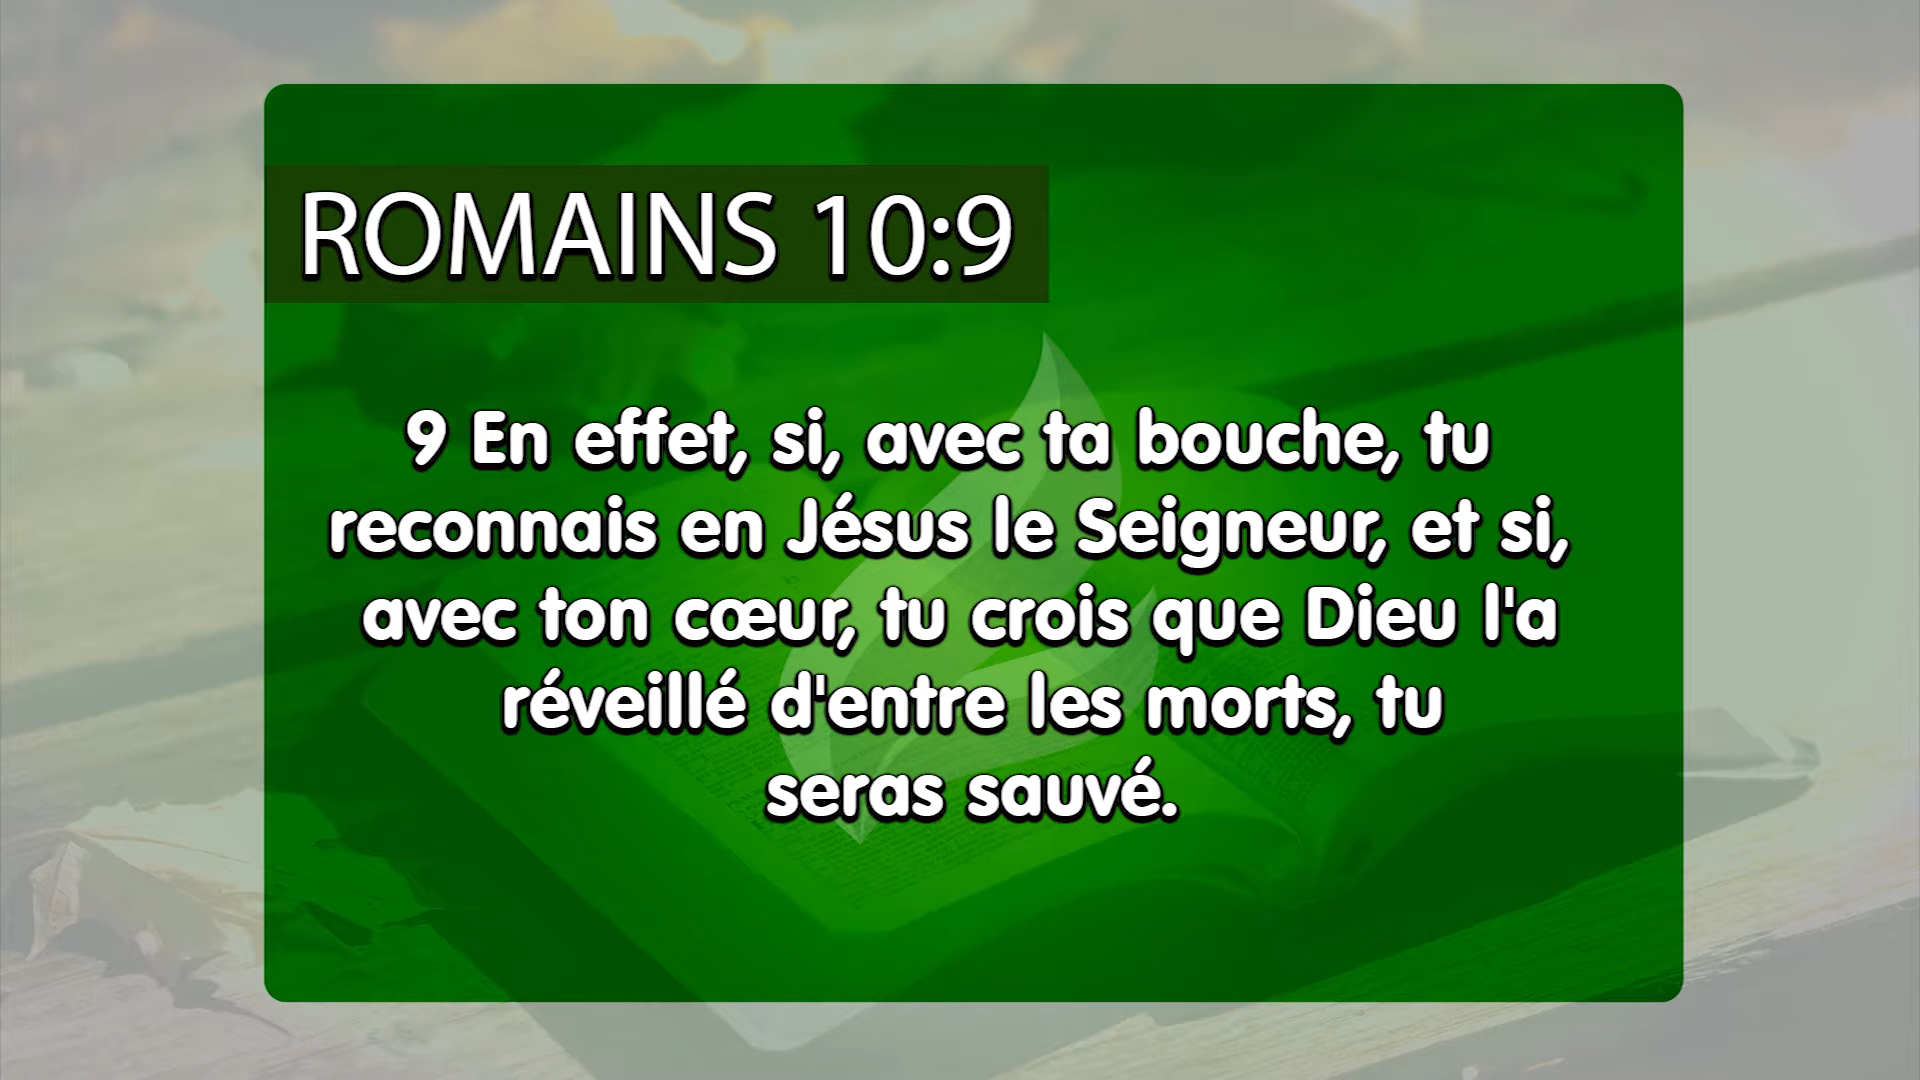 ROMAINS 10:9
9 En effet, si, avec ta bouche, tu
reconnais en Jésus le Seigneur, et si,
avec ton cœur, tu crois que Dieu l'a
réveillé d'entre les morts, tu
seras sauvé.